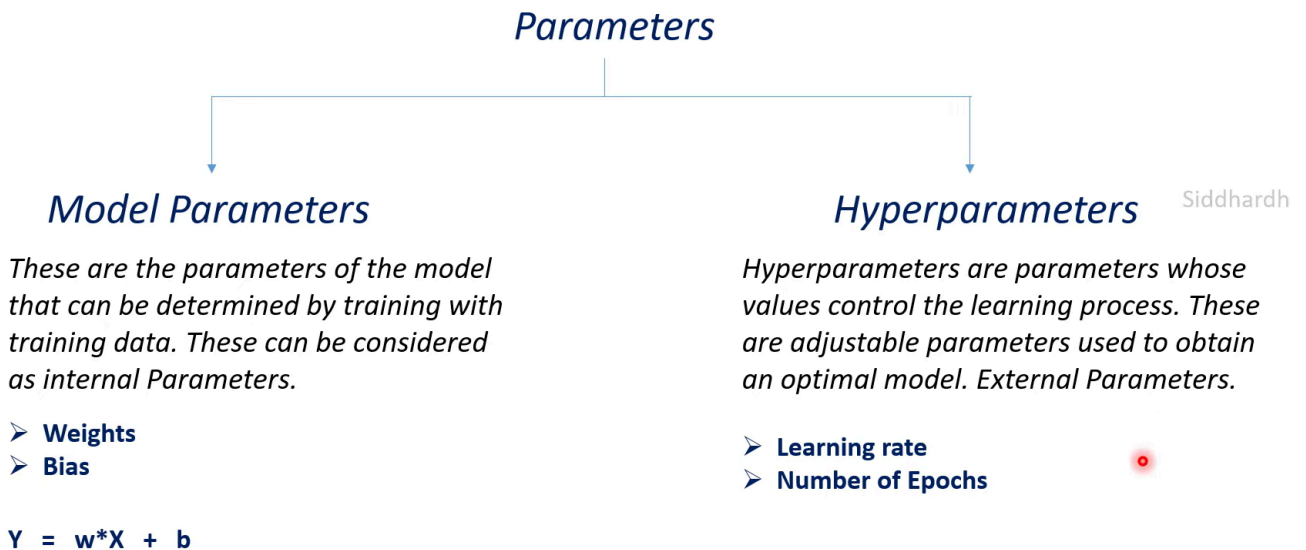 Parameters
Model Parameters
These are the parameters of the model
that can be determined by training with
training data. These can be considered
as internal Parameters.
➢ Weights
➢ Bias
Y = w*X + b
Hyperparameters
Siddhardh
Hyperparameters are parameters whose
values control the learning process. These
are adjustable parameters used to obtain
an optimal model. External Parameters.
➢ Learning rate
➢ Number of Epochs